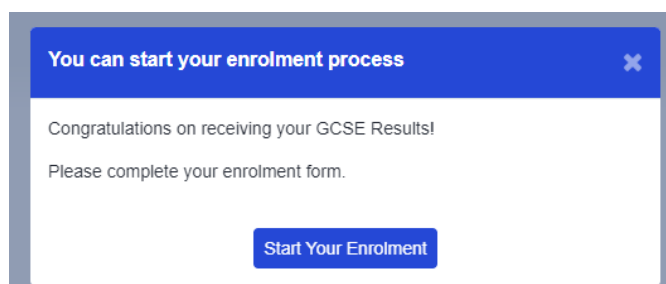 You can start your enrolment process
Congratulations on receiving your GCSE Results!
Please complete your enrolment form.
Start Your Enrolment